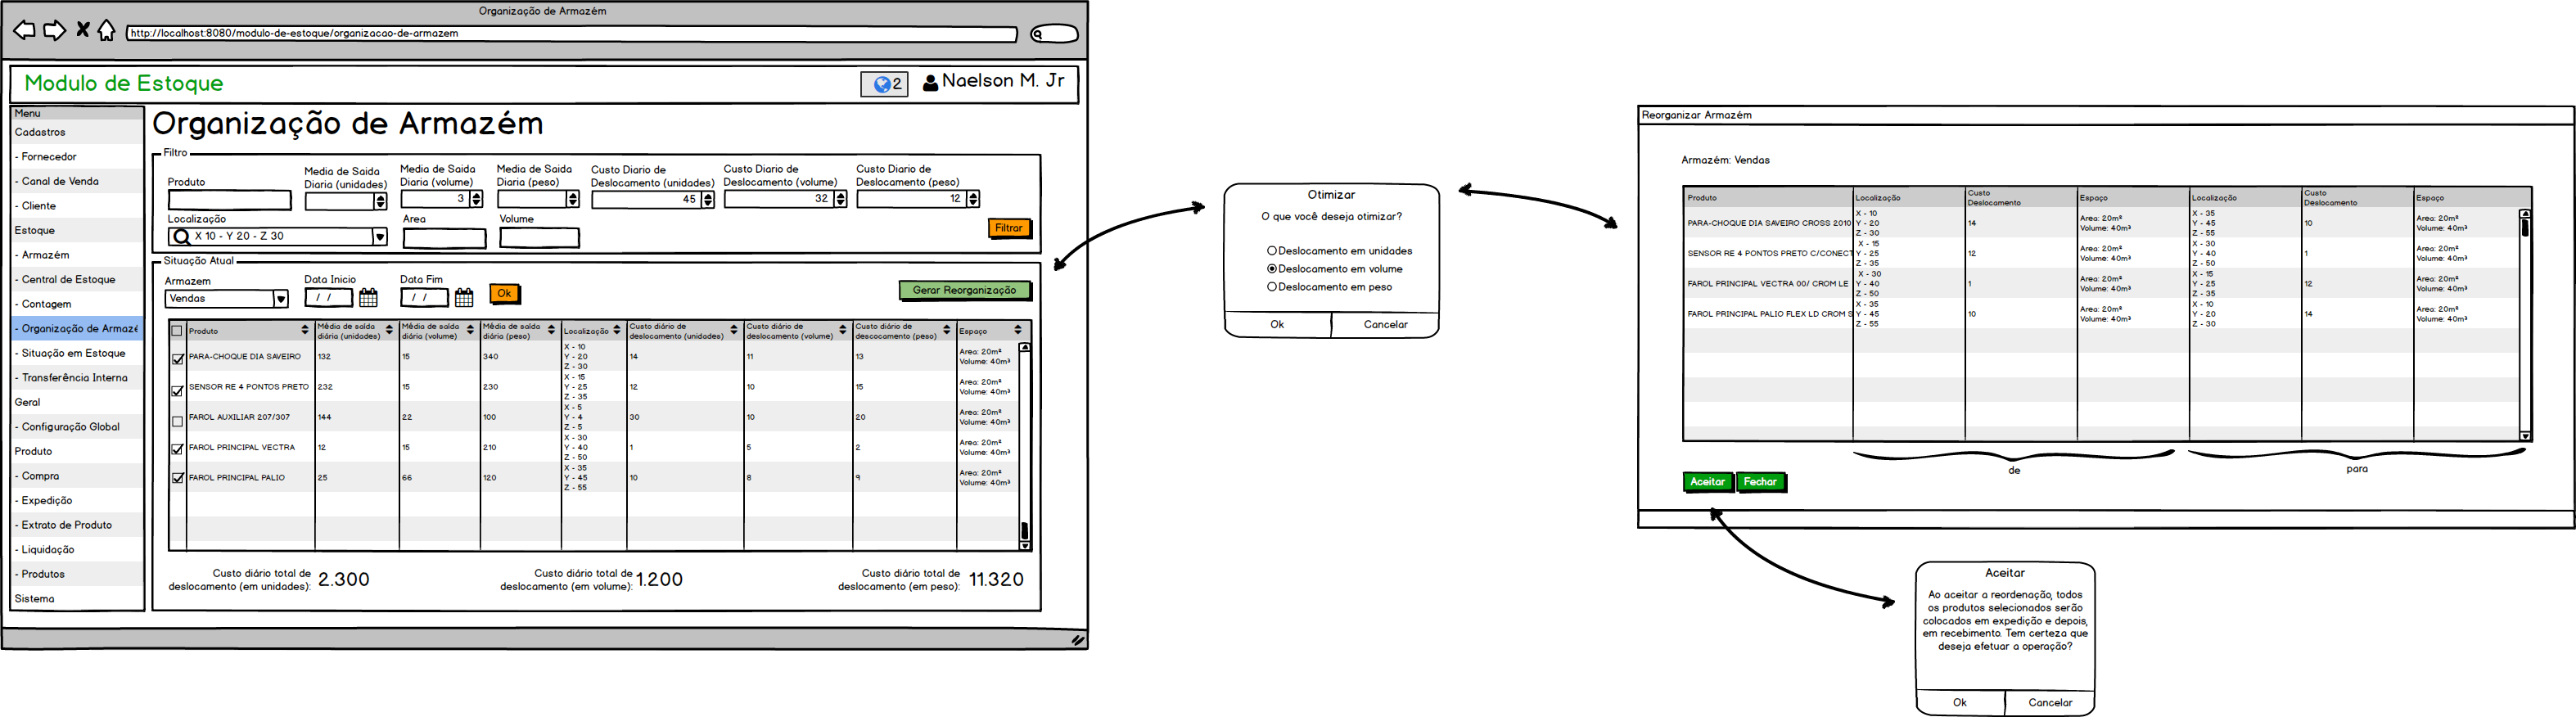 Organização de Armazém
http://localhost:8080/modulo-de-estoque/organizacao-de-armazem
Modulo de Estoque
2
Naelson M. Jr
Menu
Cadastros
- Fornecedor
- Canal de Venda
- Cliente
Estoque
- Armazém
- Central de Estoque
- Contagem
- Organização de Armazé
- Situação em Estoque
- Transferência Interna
Geral
- Configuração Global
Produto
- Compra
- Expedição
- Extrato de Produto
- Liquidação
- Produtos
Sistema
Organização de Armazém
Filtro
Produto
Media de Saida
Diaria (unidades)
Media de Saida
Diaria (volume)
3
Media de Saida
Diaria (peso)
Custo Diario de
Deslocamento (unidades)
45
Custo Diario de
Deslocamento (volume)
32
Custo Diario de
Deslocamento (peso)
12
Localização
X 10 - Y 20 - Z 30
Area
Volume
Filtrar
Situação Atual
Armazem
Vendas
Data Inicio
/ /
Data Fim
/ /
Ok
Gerar Reorganização
Produto
Média de saída
diária (unidades)
Média de saída
diária (volume)
Média de saída
diária (peso)
Localização
Custo diário de
deslocamento (unidades)
Custo diário de
deslocamento (volume)
Custo diário de
descocamento (peso)
Espaço
PARA-CHOQUE DIA SAVEIRO
132
15
340
X - 10
Y - 20
Z - 30
14
11
13
Area: 20m²
Volume: 40m³
SENSOR RE 4 PONTOS PRETO
232
15
230
X - 15
Y - 25
Z - 35
12
10
15
Area: 20m²
Volume: 40m³
FAROL AUXILIAR 207/307
144
22
100
X - 5
Y - 4
Z - 5
30
10
20
Area: 20m²
Volume: 40m³
FAROL PRINCIPAL VECTRA
12
15
210
X - 30
Y - 40
Z - 50
1
5
2
Area: 20m²
Volume: 40m³
FAROL PRINCIPAL PALIO
25
66
120
X - 35
Y - 45
Z - 55
10
8
9
Area: 20m²
Volume: 40m³
Custo diário total de
deslocamento (em unidades):
2.300
Custo diário total de
deslocamento (em volume):
1.200
Custo diário total de
deslocamento (em peso):
11.320
Otimizar
O que você deseja otimizar?
Deslocamento em unidades
Deslocamento em volume
Deslocamento em peso
Ok
Cancelar
Reorganizar Armazém
Armazém: Vendas
Produto
Localização
Custo
Deslocamento
Espaço
Localização
Custo
Deslocamento
Espaço
PARA-CHOQUE DIA SAVEIRO CROSS 2010
X - 10
Y - 20
Z - 30
14
Area: 20m²
Volume: 40m³
X - 35
Y - 45
Z - 55
10
Area: 20m²
Volume: 40m³
SENSOR RE 4 PONTOS PRETO C/CONECT
X - 15
Y - 25
Z - 35
12
Area: 20m²
Volume: 40m³
X - 30
Y - 40
Z - 50
1
Area: 20m²
Volume: 40m³
FAROL PRINCIPAL VECTRA 00/ CROM LE
X - 30
Y - 40
Z - 50
1
Area: 20m²
Volume: 40m³
X - 15
Y - 25
Z - 35
12
Area: 20m²
Volume: 40m³
FAROL PRINCIPAL PALIO FLEX LD CROM S
X - 35
Y - 45
Z - 55
10
Area: 20m²
Volume: 40m³
X - 10
Y - 20
Z - 30
14
Area: 20m²
Volume: 40m³
de
para
Aceitar
Fechar
Aceitar
Ao aceitar a reordenação, todos
os produtos selecionados serão
colocados em expedição e depois,
em recebimento. Tem certeza que
deseja efetuar a operação?
Ok
Cancelar